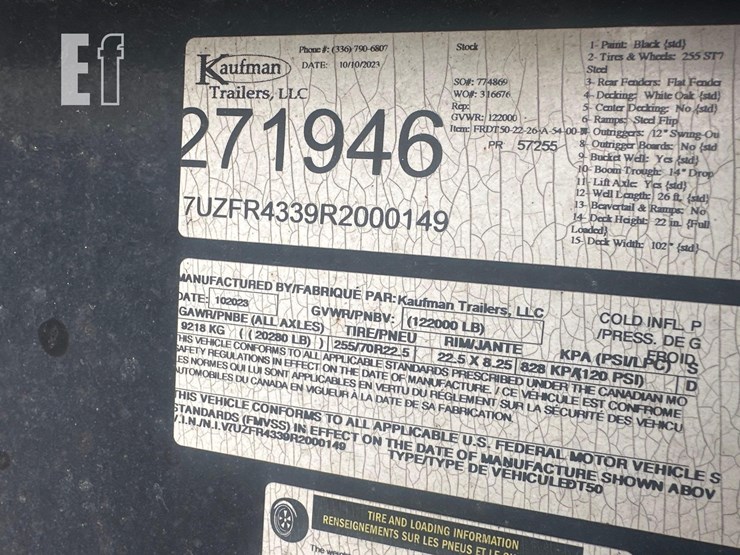 Ef
Kaufman
Trailers, LLC
Phone #: (336) 790-6807
DATE: 10/10/2023
Stock
SO#: 774869
WO#: 316676
Rep:
GVWR: 122000
Item: FRDT50-22-26-A-54-00-
PR 57255
271946
7UZFR4339R2000149
1- Paint: Black {std}
2- Tires & Wheels: 255 ST
Steel
3- Rear Fenders: Flat Fender
4- Decking: White Oak {std}
5- Center Decking: No {std}
6- Ramps: Steel Flip
7- Outriggers: 12" Swing-Ou
8- Outrigger Boards: No {std
9- Bucket Well: Yes {std}
10- Boom Trough: 14" Drop
11- Lift Axle: Yes {std}
12- Well Length: 26 ft. {std}
13- Beavertail & Ramps: No
14- Deck Height: 22 in. {Full
Loaded}
15- Deck Width: 102" {std}
MANUFACTURED BY/FABRIQUÉ PAR: Kaufman Trailers, LLC
DATE: 102023
GVWR/PNBV: (122000 LB)
COLD INFL. P
/PRESS. DE G
GAWR/PNBE (ALL AXLES) TIRE/PNEU RIM/JANTE
KPA (PSI/LPC)
9218 KG ( ( 20280 LB) ) 255/70R22.5 22.5 X 8.25 828 KPA(120 PSI) D
THIS VEHICLE CONFORMS TO ALL APPLICABLE STANDARDS PRESCRIBED UNDER THE CANADIAN MO
SAFETY REGULATIONS IN EFFECT ON THE DATE OF MANUFACTURE. / CE VÉHICULE EST CONFROME
ES NORMES QUI LUI SONT APPLICABLES EN VERTU DU RÉGLEMENT SUR LA SÉCURITÉ DES VÉHICU
UTOMOBILES DU CANADA EN VIGUEUR À LA DATE DE SA FABRICATION.
THIS VEHICLE CONFORMS TO ALL APPLICABLE U.S. FEDERAL MOTOR VEHICLE S
STANDARDS (FMVSS) IN EFFECT ON THE DATE OF MANUFACTURE SHOWN ABOV
V.I.N./N.I.V7UZFR4339R2000149 TYPE/TYPE DE VEHICULEDT50
TIRE AND LOADING INFORMATION
RENSEIGNEMENTS SUR LES PNEUS ET LE
The